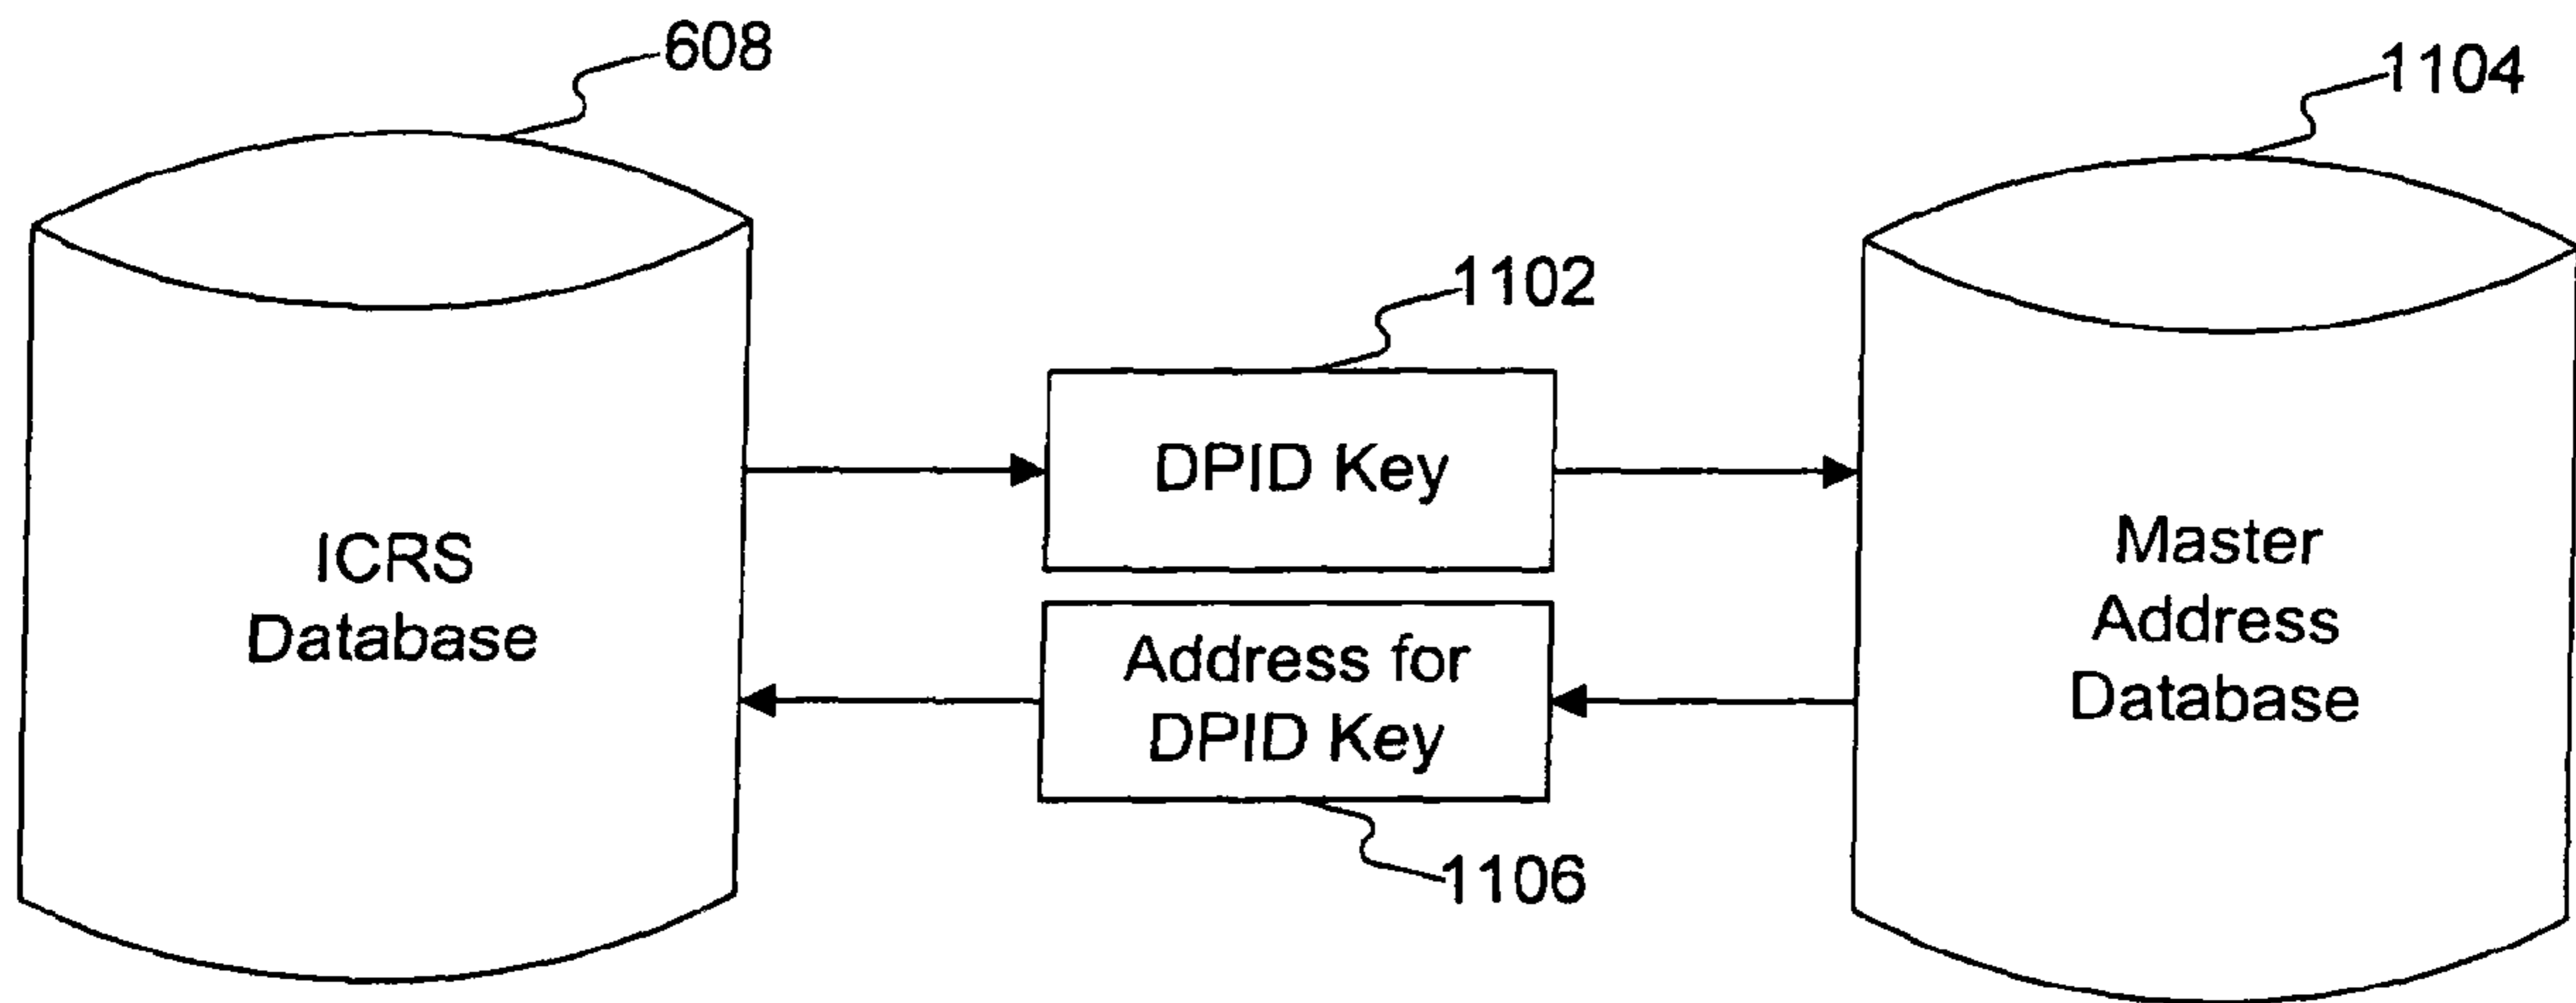 608
1104
1102
DPID Key
ICRS
Database
Master
Address
Database
Address for
DPID Key
1106